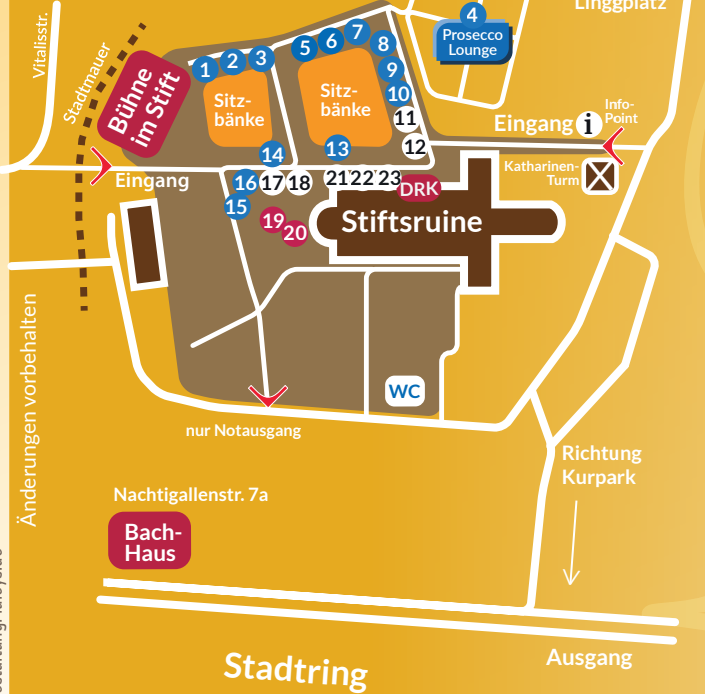 Linggplatz
4
Prosecco
Lounge
Vitalisstr.
Stadtmauer
Bühne
im Stift
1
2
3
5
6
7
8
9
10
11
12
Sitz-
bänke
Sitz-
bänke
13
14
Eingang
i
Info-
Point
Katharinen-
Turm
Eingang
16
17
18
21
22
23
DRK
15
19
20
Stiftsruine
WC
nur Notausgang
Änderungen vorbehalten
Richtung
Kurpark
Nachtigallenstr. 7a
Bach-
Haus
Stadtring
Ausgang